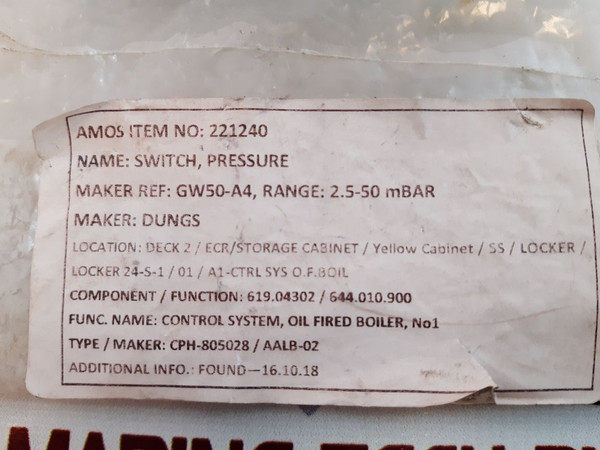 AMOS ITEM NO: 221240
NAME: SWITCH, PRESSURE
MAKER REF: GW50-A4, RANGE: 2.5-50 mBAR
MAKER: DUNGS
LOCATION: DECK 2 / ECR/STORAGE CABINET / Yellow Cabinet / SS / LOCKER /
LOCKER 24-S-1 / 01 / A1-CTRL SYS O.F.BOIL
COMPONENT / FUNCTION: 619.04302 / 644.010.900
FUNC. NAME: CONTROL SYSTEM, OIL FIRED BOILER, No1
TYPE / MAKER: CPH-805028 / AALB-02
ADDITIONAL INFO.: FOUND—16.10.18